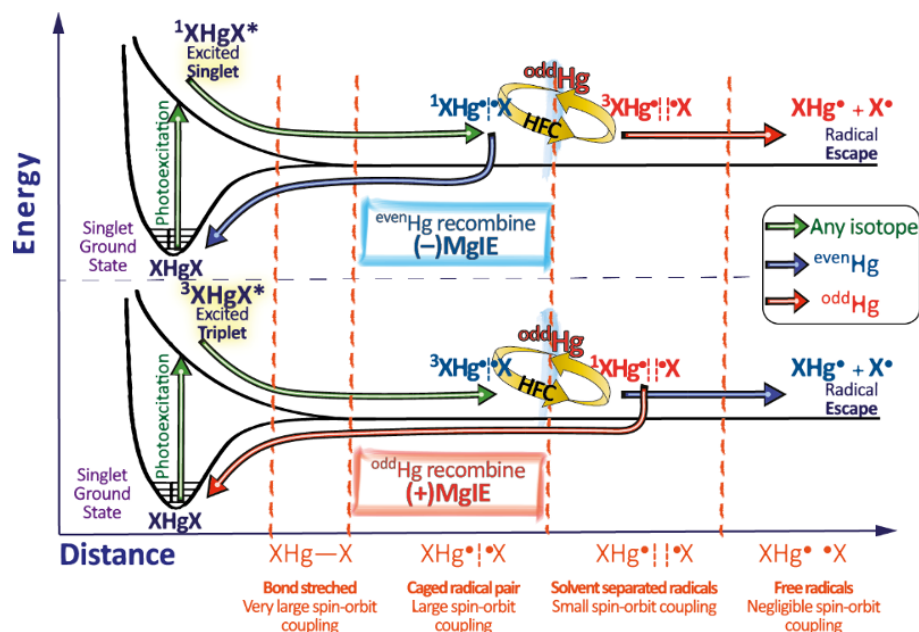 ¹XHgX*
Excited
Singlet
Energy
Photoexcitation
Singlet
Ground
State
XHgX
oddHg
¹XHg•¦•X
HFC
³XHg•¦¦•X
XHg• + X•
Radical
Escape
evenHg recombine
(–)MgIE
Any isotope
evenHg
oddHg
³XHgX*
Excited
Triplet
Photoexcitation
Singlet
Ground
State
XHgX
oddHg
³XHg•¦•X
HFC
¹XHg•¦¦•X
XHg• + X•
Radical
Escape
oddHg recombine
(+)MgIE
Distance
XHg—X
Bond streched
Very large spin-orbit
coupling
XHg•¦•X
Caged radical pair
Large spin-orbit
coupling
XHg•¦¦•X
Solvent separated radicals
Small spin-orbit coupling
XHg• •X
Free radicals
Negligible spin-orbit
coupling